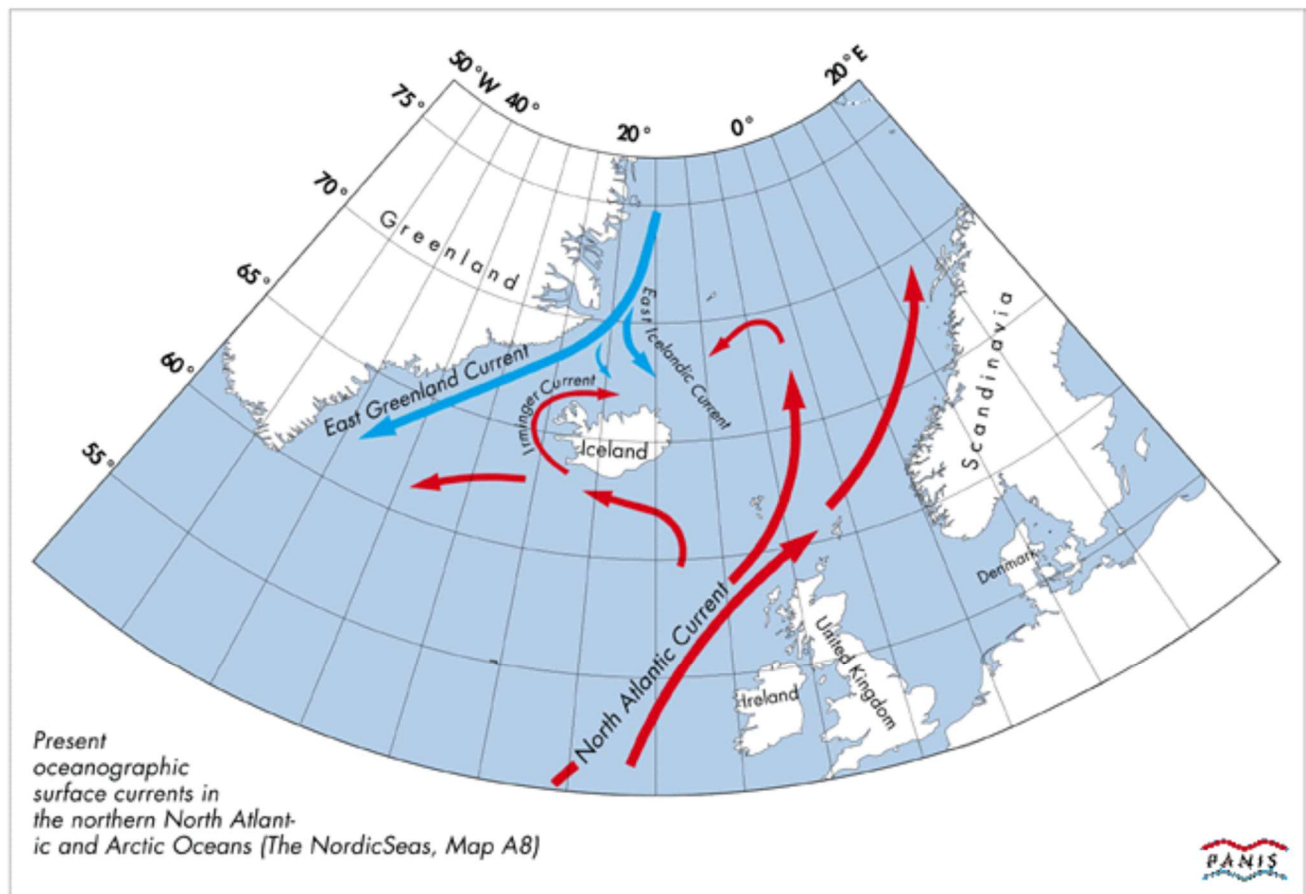 50°W
40°
20°
0°
20°E
75°
70°
65°
60°
55°
Greenland
East Icelandic Current
East Greenland Current
Irminger Current
Iceland
Scandinavia
Denmark
North Atlantic Current
United Kingdom
Ireland
Present
oceanographic
surface currents in
the northern North Atlant-
ic and Arctic Oceans (The NordicSeas, Map A8)
PANIS